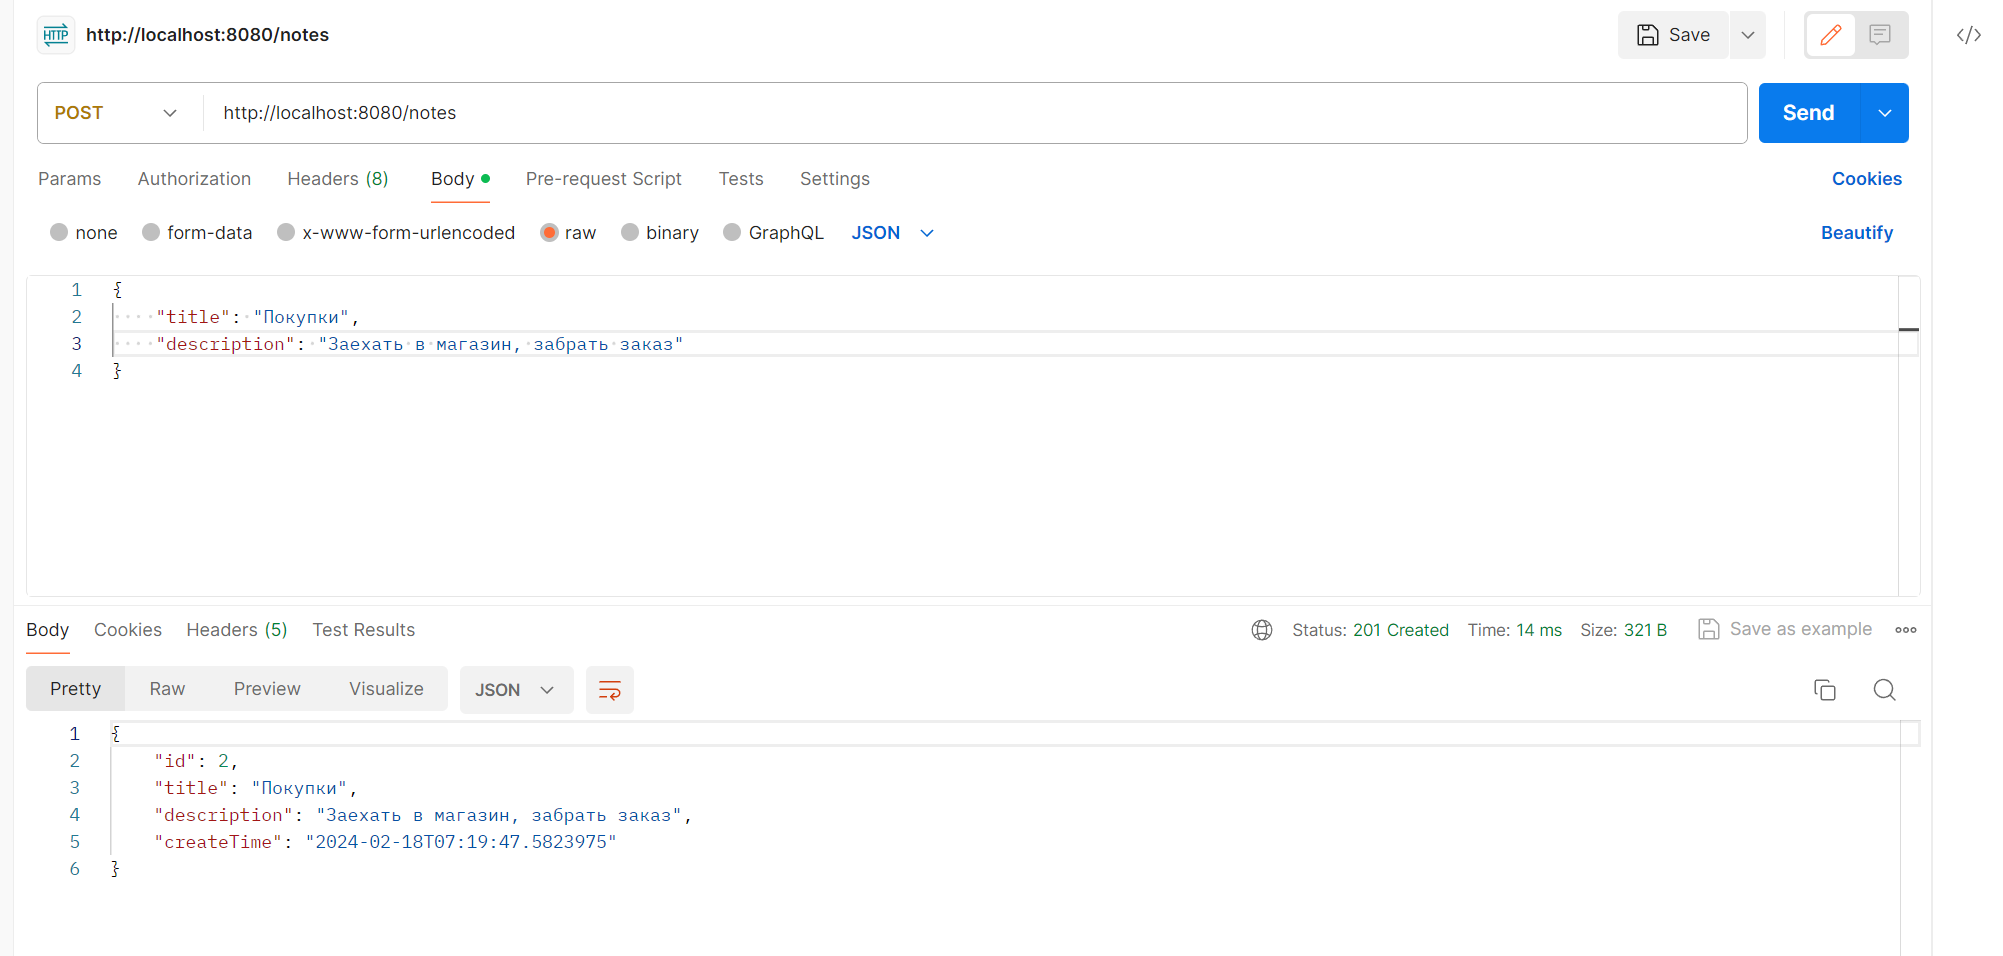 HTTP http://localhost:8080/notes Save </>
POST http://localhost:8080/notes Send
Params Authorization Headers (8) Body Pre-request Script Tests Settings Cookies
none form-data x-www-form-urlencoded raw binary GraphQL JSON Beautify
1 {
2 "title": "Покупки",
3 "description": "Заехать в магазин, забрать заказ"
4 }
Body Cookies Headers (5) Test Results Status: 201 Created Time: 14 ms Size: 321 B Save as example
Pretty Raw Preview Visualize JSON
1 {
2 "id": 2,
3 "title": "Покупки",
4 "description": "Заехать в магазин, забрать заказ",
5 "createTime": "2024-02-18T07:19:47.5823975"
6 }